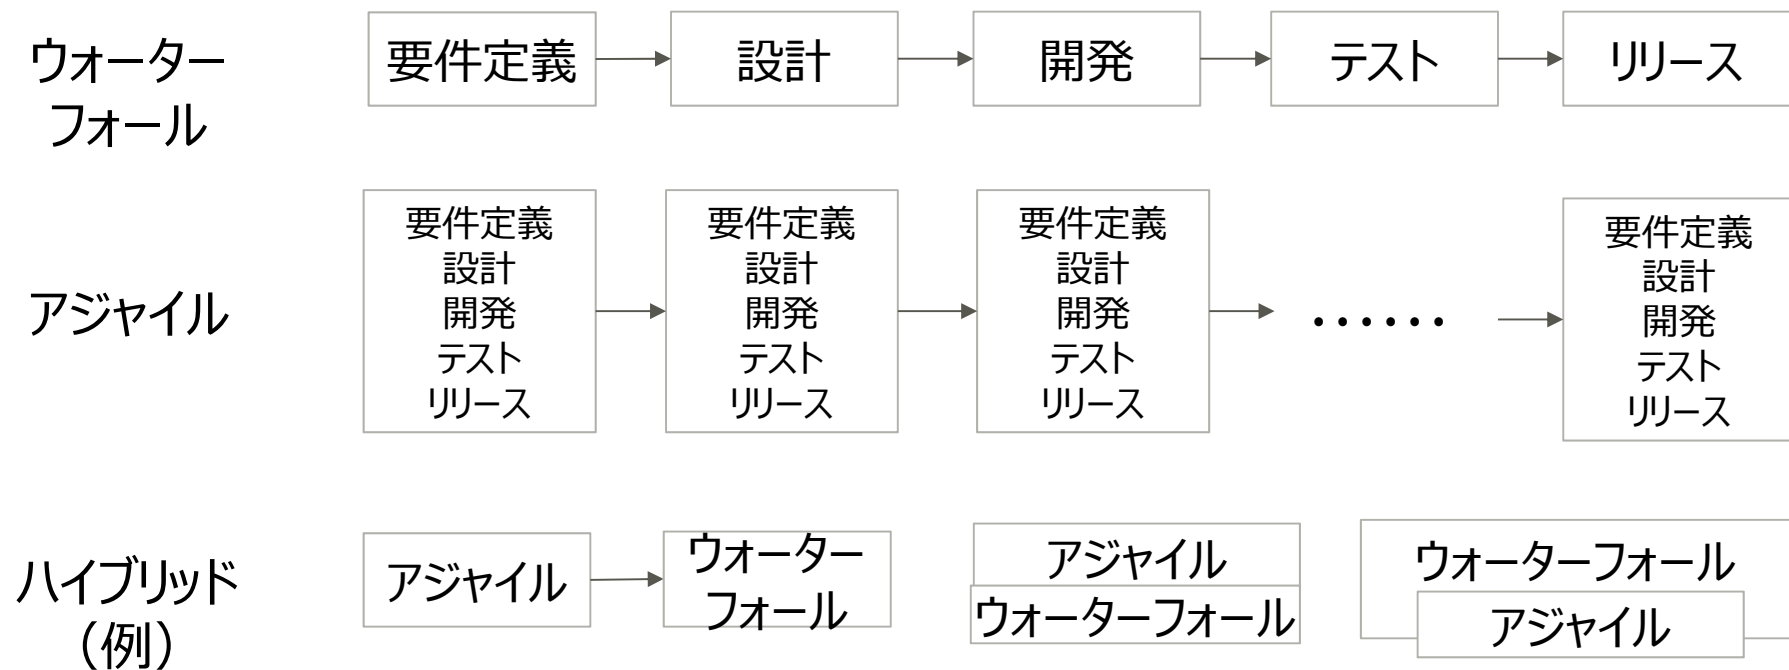 ウォーター
フォール
要件定義
設計
開発
テスト
リリース
アジャイル
要件定義
設計
開発
テスト
リリース
要件定義
設計
開発
テスト
リリース
要件定義
設計
開発
テスト
リリース
・・・・・・
要件定義
設計
開発
テスト
リリース
ハイブリッド
（例）
アジャイル
ウォーター
フォール
アジャイル
ウォーターフォール
ウォーターフォール
アジャイル